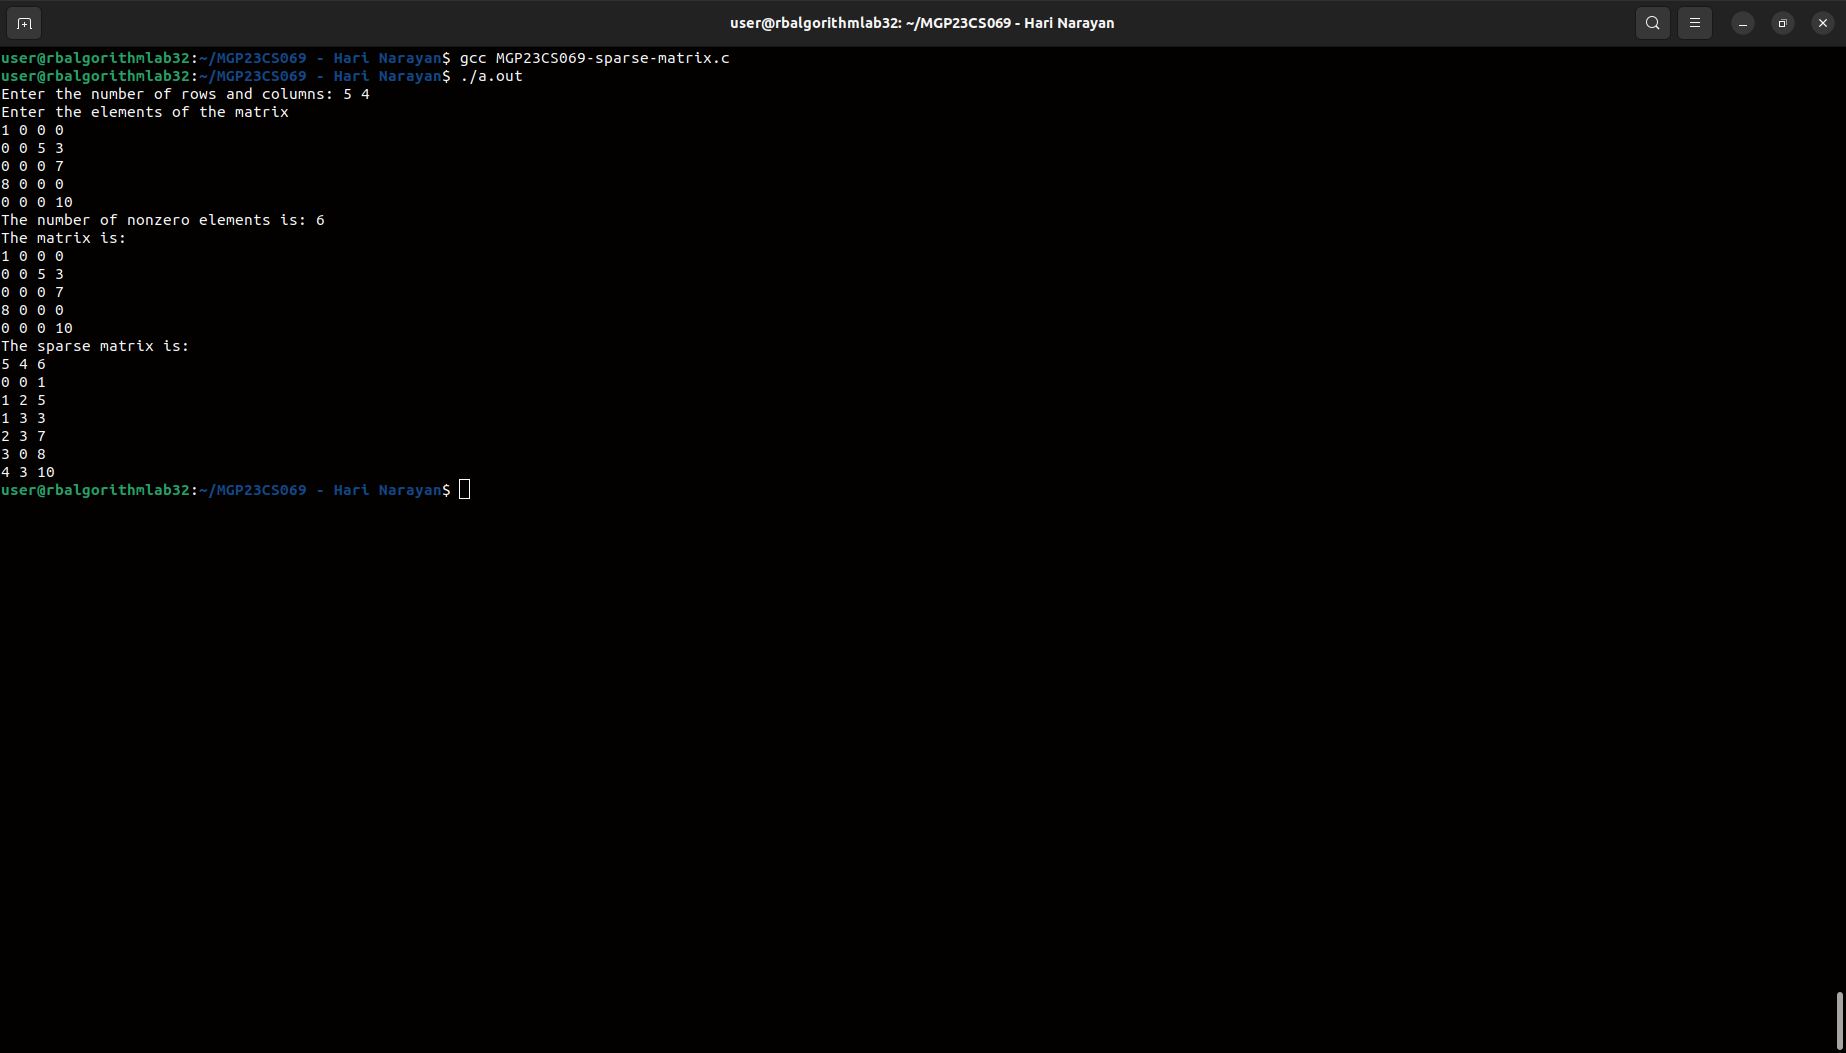 user@rbalgorithmlab32: ~/MGP23CS069 - Hari Narayan
user@rbalgorithmlab32:~/MGP23CS069 - Hari Narayan$ gcc MGP23CS069-sparse-matrix.c
user@rbalgorithmlab32:~/MGP23CS069 - Hari Narayan$ ./a.out
Enter the number of rows and columns: 5 4
Enter the elements of the matrix
1 0 0 0
0 0 5 3
0 0 0 7
8 0 0 0
0 0 0 10
The number of nonzero elements is: 6
The matrix is:
1 0 0 0
0 0 5 3
0 0 0 7
8 0 0 0
0 0 0 10
The sparse matrix is:
5 4 6
0 0 1
1 2 5
1 3 3
2 3 7
3 0 8
4 3 10
user@rbalgorithmlab32:~/MGP23CS069 - Hari Narayan$